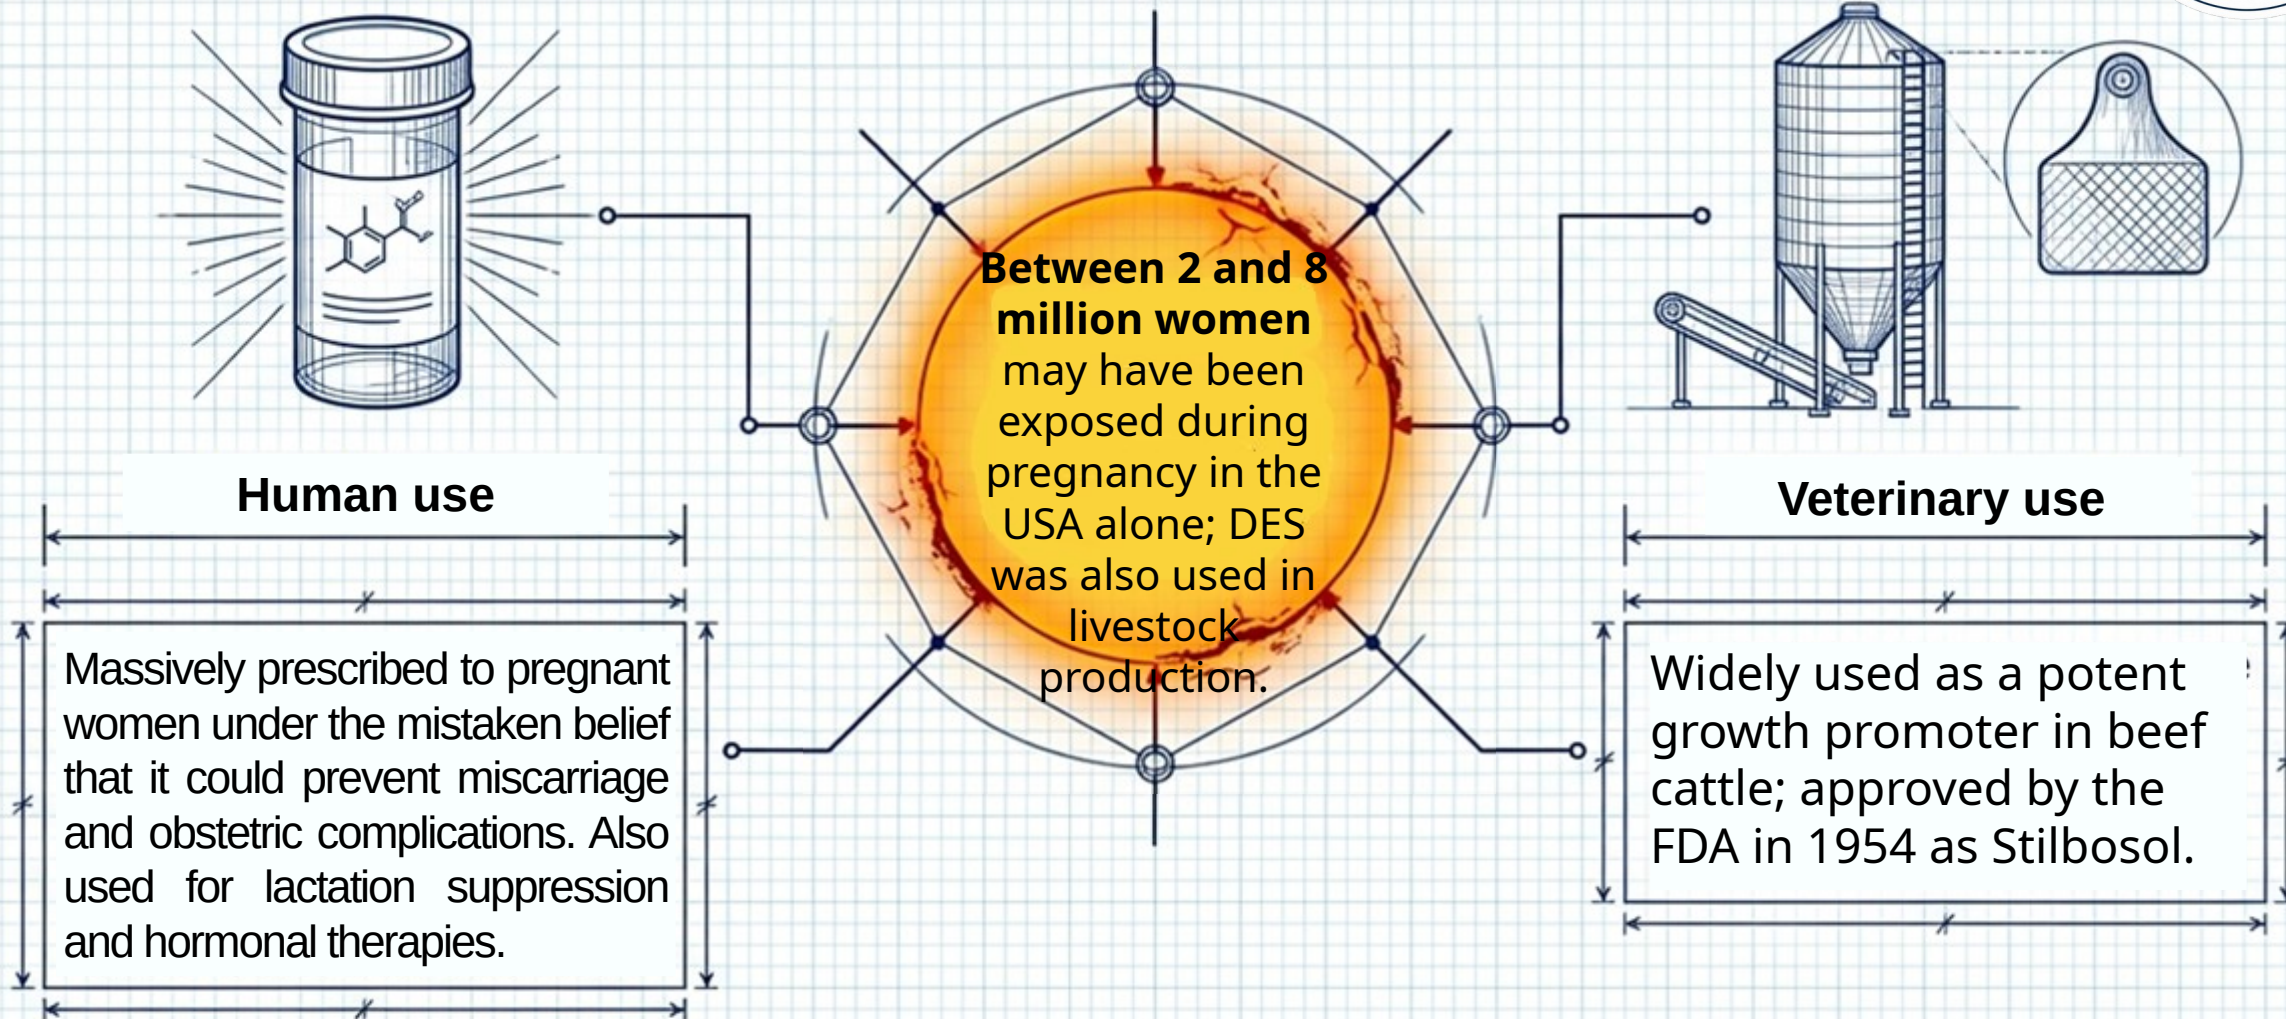 Human use
Massively prescribed to pregnant
women under the mistaken belief
that it could prevent miscarriage
and obstetric complications. Also
used for lactation suppression
and hormonal therapies.
Between 2 and 8
million women
may have been
exposed during
pregnancy in the
USA alone; DES
was also used in
livestock
production.
Veterinary use
Widely used as a potent
growth promoter in beef
cattle; approved by the
FDA in 1954 as Stilbosol.